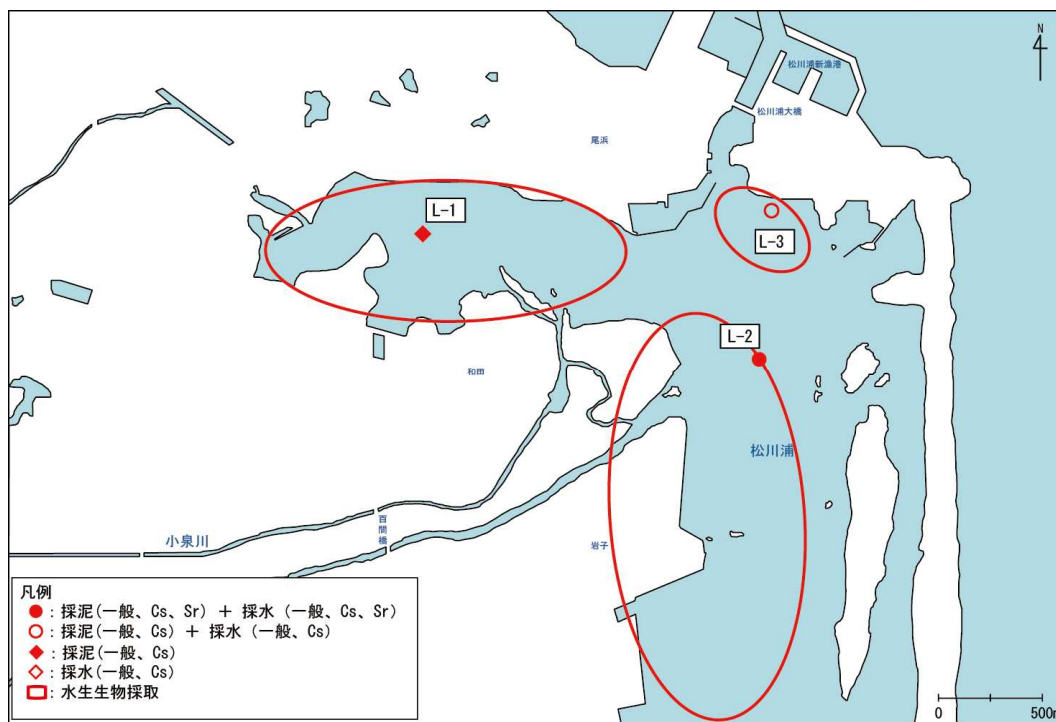 N
松川浦新漁港
松川浦大橋
尾浜
L-1
L-3
L-2
和田
松川浦
小泉川
百間橋
岩子
凡例
：採泥(一般、Cs、Sr) ＋ 採水 (一般、Cs、Sr)
：採泥(一般、Cs) ＋ 採水 (一般、Cs)
：採泥(一般、Cs)
：採水(一般、Cs)
：水生生物採取
0 500m